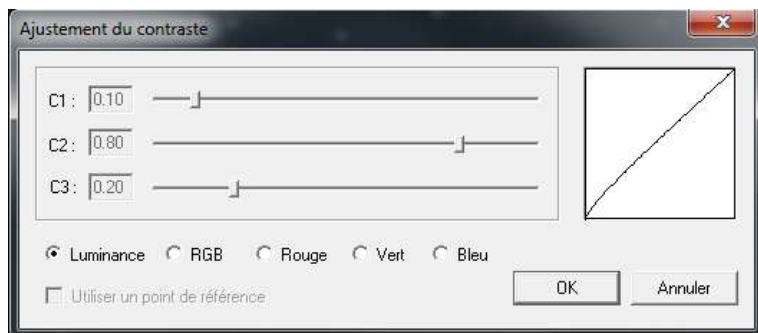 Ajustement du contraste
C1 : 0.10
C2 : 0.80
C3 : 0.20
Luminance RGB Rouge Vert Bleu
Utiliser un point de référence
OK Annuler